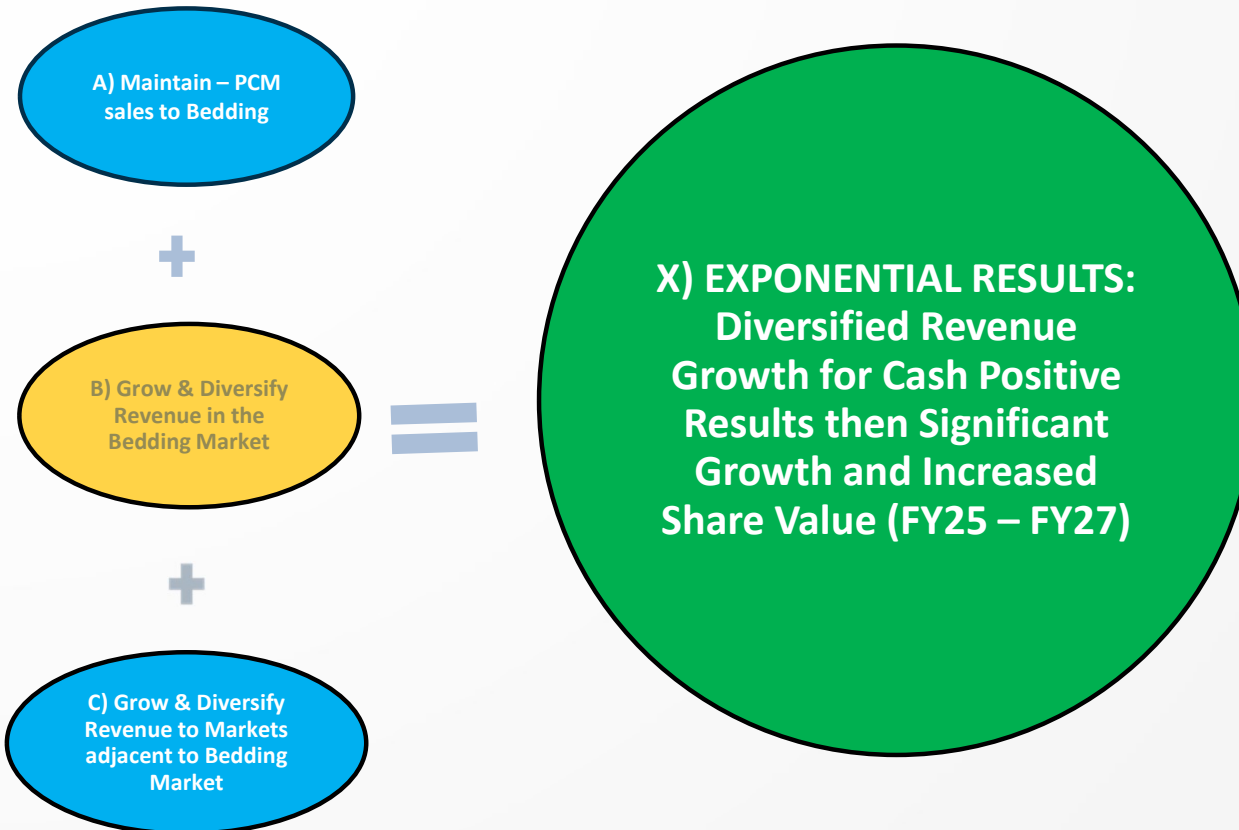 A) Maintain – PCM
sales to Bedding
B) Grow & Diversify
Revenue in the
Bedding Market
C) Grow & Diversify
Revenue to Markets
adjacent to Bedding
Market
X) EXPONENTIAL RESULTS:
Diversified Revenue
Growth for Cash Positive
Results then Significant
Growth and Increased
Share Value (FY25 – FY27)